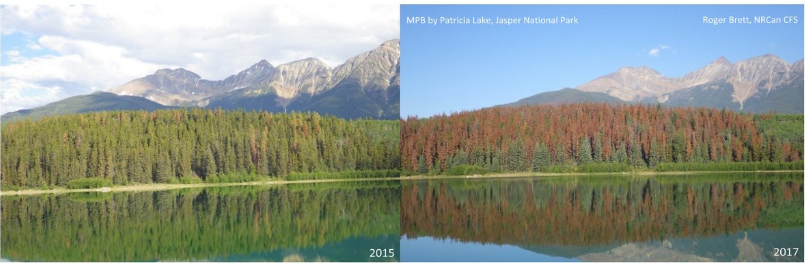 MPB by Patricia Lake, Jasper National Park
Roger Brett, NRCan CFS
2015
2017